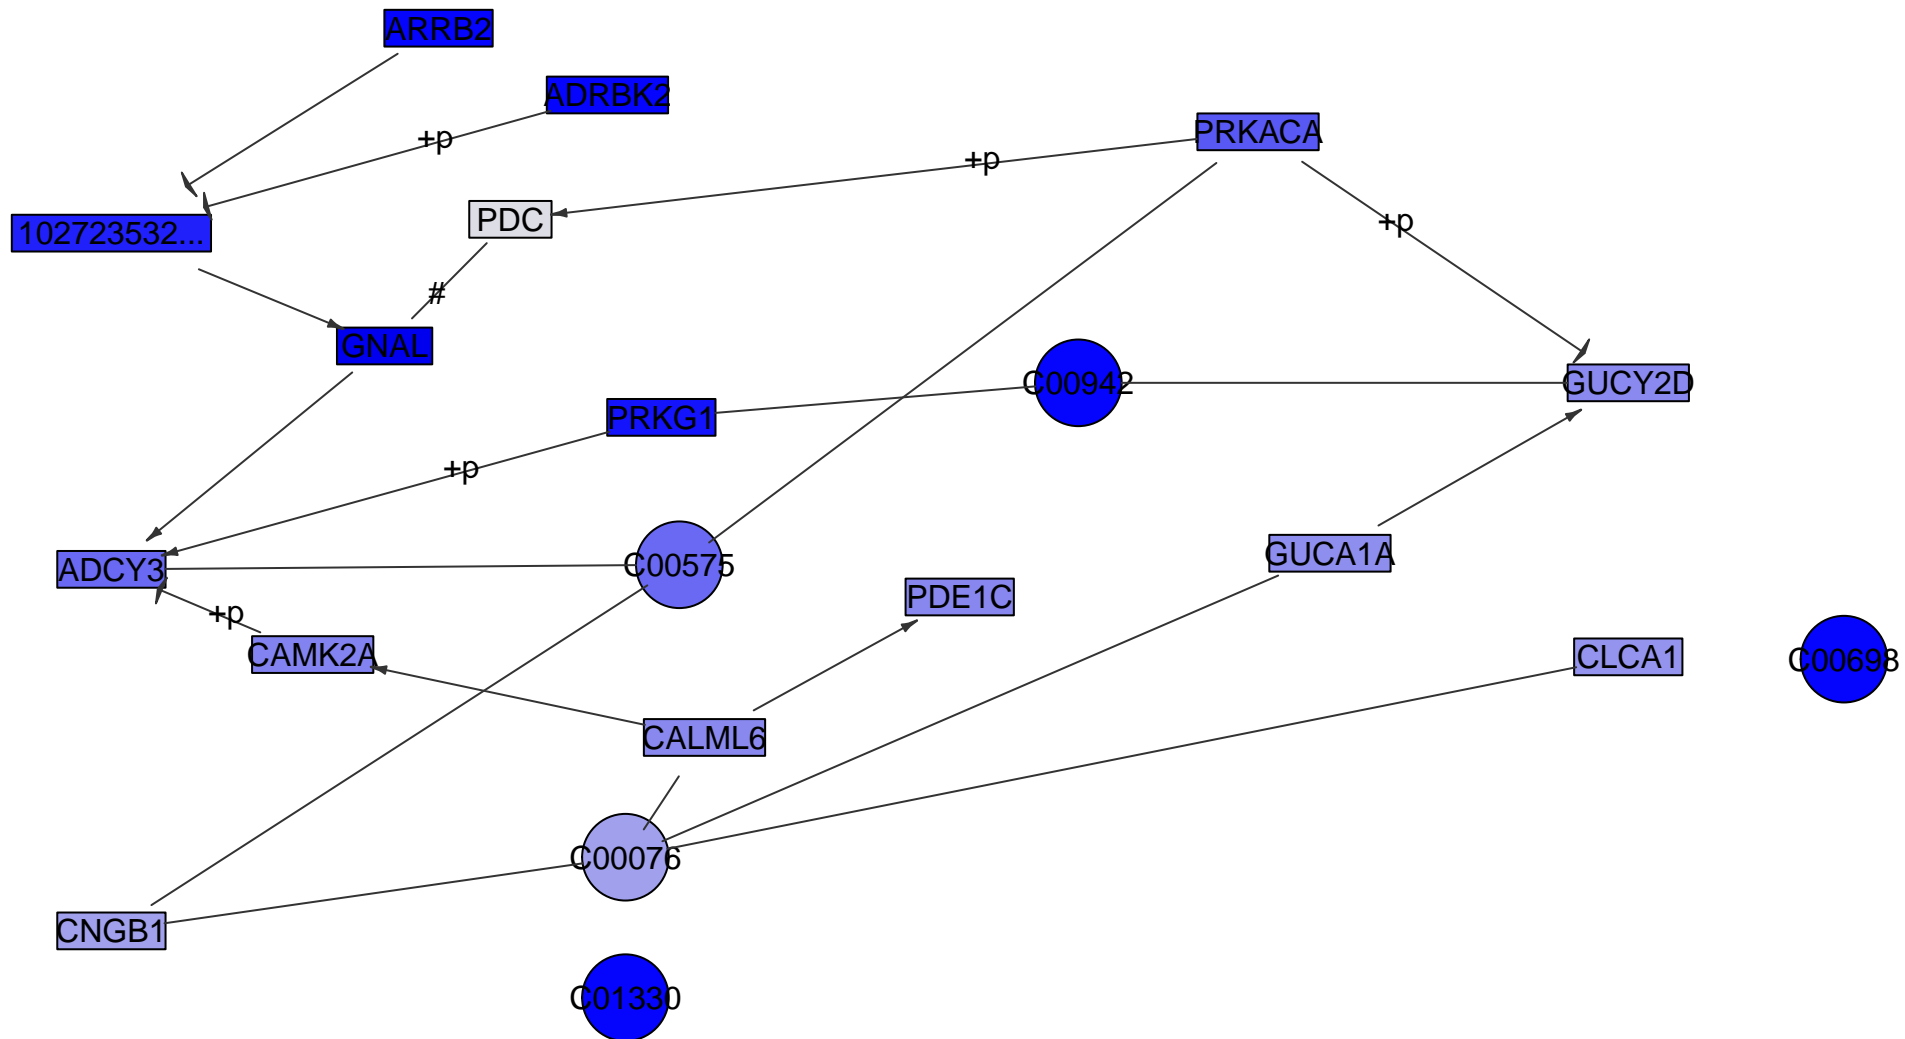 ARRB2
ADRBK2
+p
PRKACA
+p
102723532...
PDC
+p
#
GNAL
C00942
GUCY2D
PRKG1
+p
ADCY3
C00575
GUCA1A
PDE1C
+p
CAMK2A
CLCA1
C00698
CALML6
C00076
CNGB1
C01330